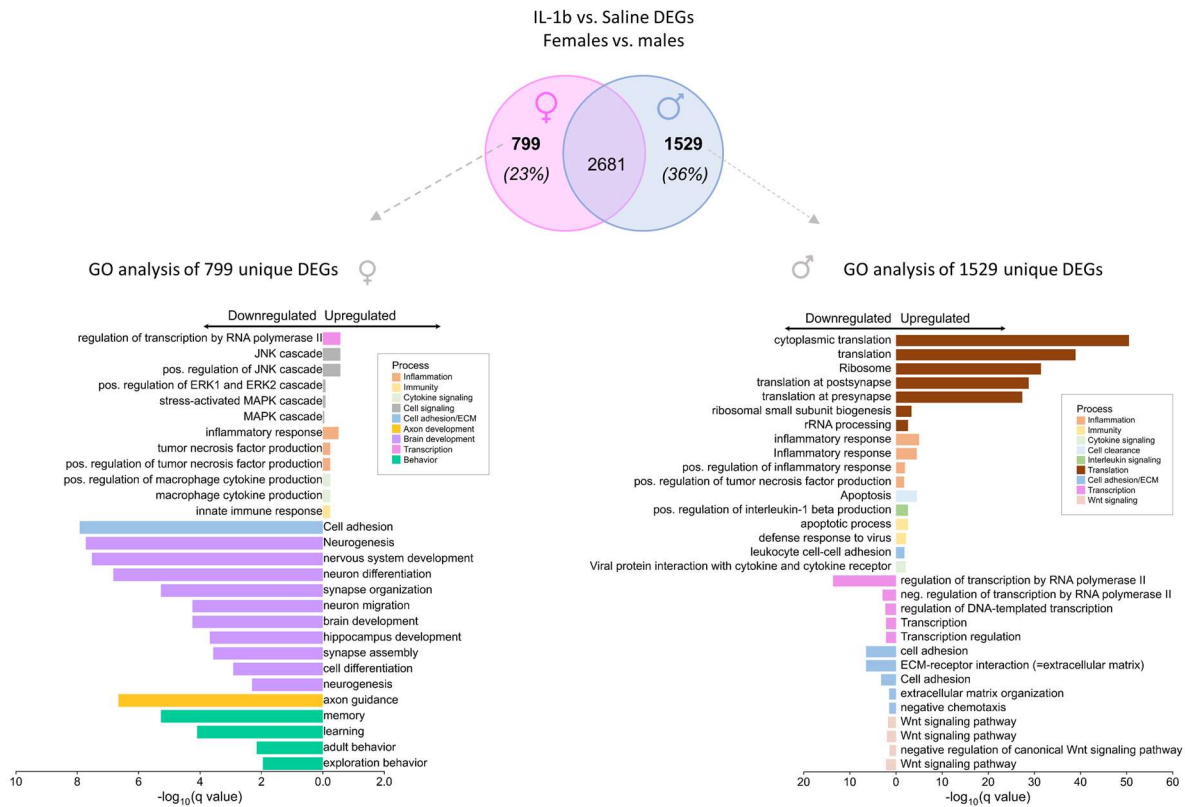 IL-1b vs. Saline DEGs
Females vs. males
799
(23%)
2681
1529
(36%)
GO analysis of 799 unique DEGs
Downregulated Upregulated
regulation of transcription by RNA polymerase II
JNK cascade
pos. regulation of JNK cascade
pos. regulation of ERK1 and ERK2 cascade
stress-activated MAPK cascade
MAPK cascade
inflammatory response
tumor necrosis factor production
pos. regulation of tumor necrosis factor production
pos. regulation of macrophage cytokine production
macrophage cytokine production
innate immune response
Cell adhesion
Neurogenesis
nervous system development
neuron differentiation
synapse organization
neuron migration
brain development
hippocampus development
synapse assembly
cell differentiation
neurogenesis
axon guidance
memory
learning
adult behavior
exploration behavior
10 8 6 4 2 0.0 2.0
-log10(q value)
Process
Inflammation
Immunity
Cytokine signaling
Cell signaling
Cell adhesion/ECM
Axon development
Brain development
Transcription
Behavior
GO analysis of 1529 unique DEGs
Downregulated Upregulated
cytoplasmic translation
translation
Ribosome
translation at postsynapse
translation at presynapse
ribosomal small subunit biogenesis
rRNA processing
inflammatory response
Inflammatory response
pos. regulation of inflammatory response
pos. regulation of tumor necrosis factor production
Apoptosis
pos. regulation of interleukin-1 beta production
apoptotic process
defense response to virus
leukocyte cell-cell adhesion
Viral protein interaction with cytokine and cytokine receptor
regulation of transcription by RNA polymerase II
neg. regulation of transcription by RNA polymerase II
regulation of DNA-templated transcription
Transcription
Transcription regulation
cell adhesion
ECM-receptor interaction (=extracellular matrix)
Cell adhesion
extracellular matrix organization
negative chemotaxis
Wnt signaling pathway
Wnt signaling pathway
negative regulation of canonical Wnt signaling pathway
Wnt signaling pathway
20 10 0 10 20 30 40 50 60
-log10(q value)
Process
Inflammation
Immunity
Cytokine signaling
Cell clearance
Interleukin signaling
Translation
Cell adhesion/ECM
Transcription
Wnt signaling